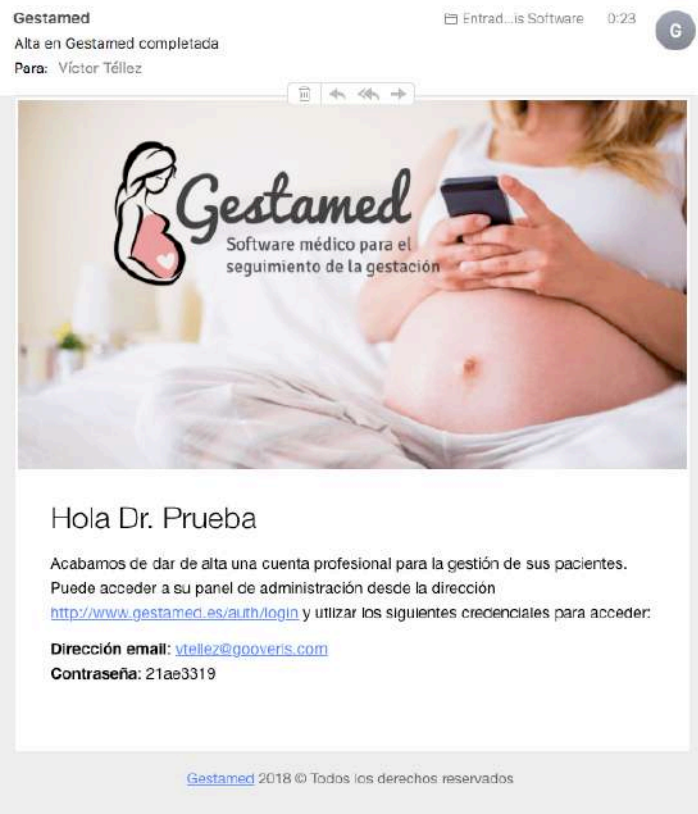 Gestamed
Entrad...is Software 0:23
G
Alta en Gestamed completada
Para: Víctor Téllez
Gestamed
Software médico para el
seguimiento de la gestación
Hola Dr. Prueba
Acabamos de dar de alta una cuenta profesional para la gestión de sus pacientes.
Puede acceder a su panel de administración desde la dirección
http://www.gestamed.es/auth/login y utlizar los siguientes credenciales para acceder:
Dirección email: vtellez@gooveris.com
Contraseña: 21ae3319
Gestamed 2018 © Todos los derechos reservados